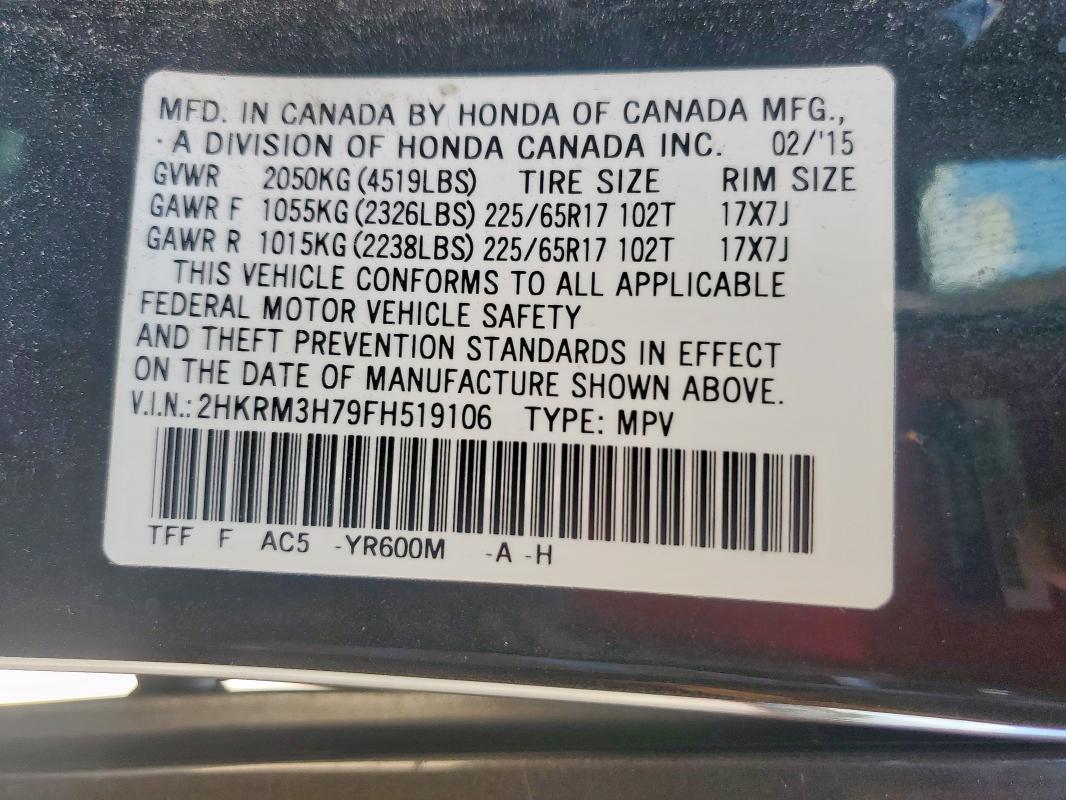 MFD. IN CANADA BY HONDA OF CANADA MFG.,
A DIVISION OF HONDA CANADA INC. 02/'15
GVWR 2050KG (4519LBS) TIRE SIZE RIM SIZE
GAWR F 1055KG (2326LBS) 225/65R17 102T 17X7J
GAWR R 1015KG (2238LBS) 225/65R17 102T 17X7J
THIS VEHICLE CONFORMS TO ALL APPLICABLE
FEDERAL MOTOR VEHICLE SAFETY
AND THEFT PREVENTION STANDARDS IN EFFECT
ON THE DATE OF MANUFACTURE SHOWN ABOVE.
V.I.N.: 2HKRM3H79FH519106 TYPE: MPV
TFF F AC5 -YR600M -A -H